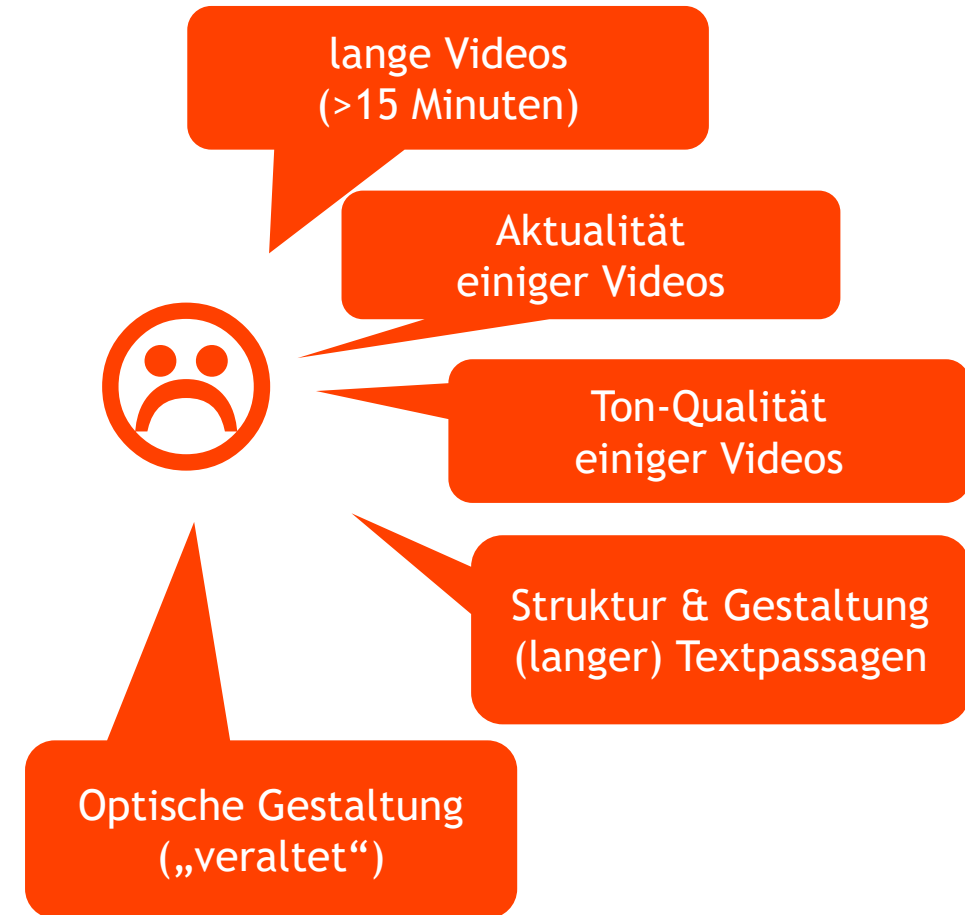 lange Videos
(>15 Minuten)
Aktualität
einiger Videos
Ton-Qualität
einiger Videos
Struktur & Gestaltung
(langer) Textpassagen
Optische Gestaltung
(„veraltet“)